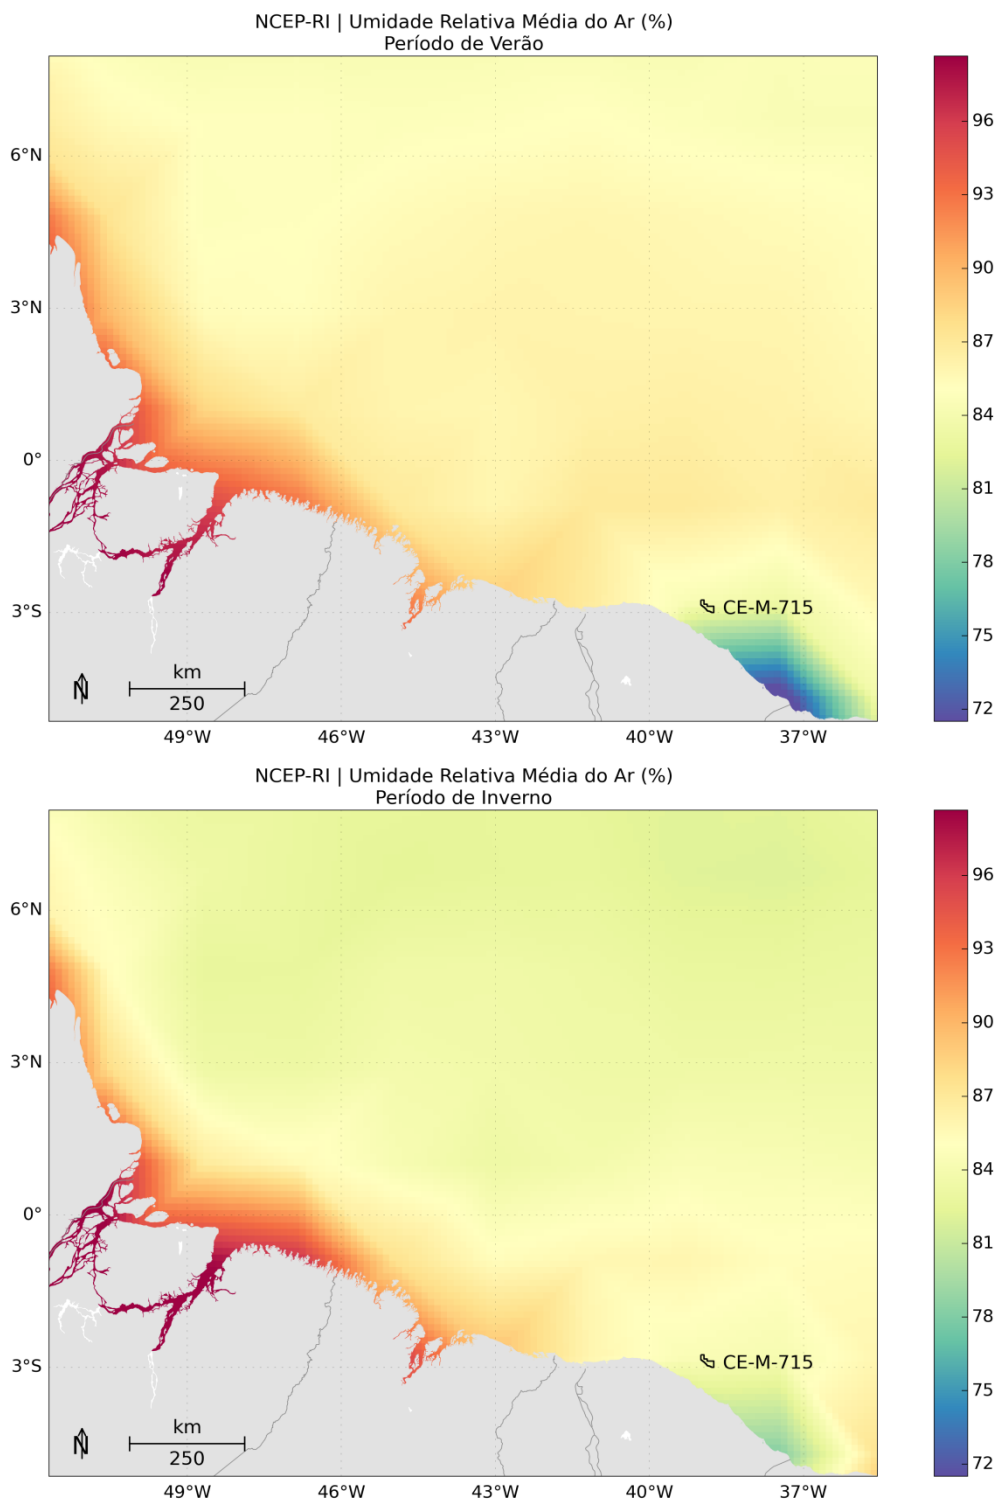 NCEP-RI | Umidade Relativa Média do Ar (%)
Período de Verão
6°N
3°N
0°
3°S
49°W
46°W
43°W
40°W
37°W
CE-M-715
N
km
250
96
93
90
87
84
81
78
75
72
NCEP-RI | Umidade Relativa Média do Ar (%)
Período de Inverno
6°N
3°N
0°
3°S
49°W
46°W
43°W
40°W
37°W
CE-M-715
N
km
250
96
93
90
87
84
81
78
75
72